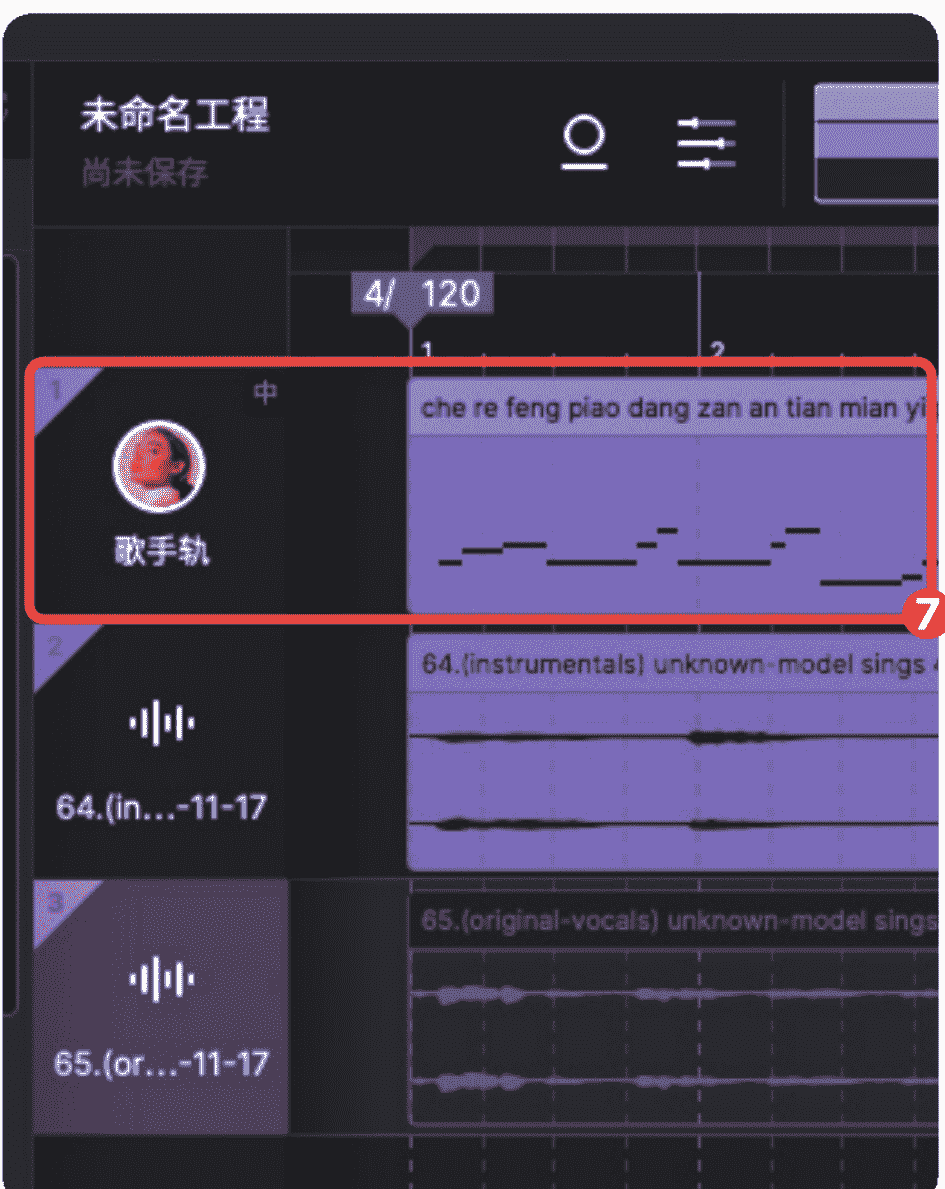 未命名工程
尚未保存
4/ 120
1
2
1
中
che re feng piao dang zan an tian mian yi
歌手轨
7
2
64.(instrumentals) unknown-model sings
64.(in...-11-17
3
65.(original-vocals) unknown-model sings
65.(or...-11-17